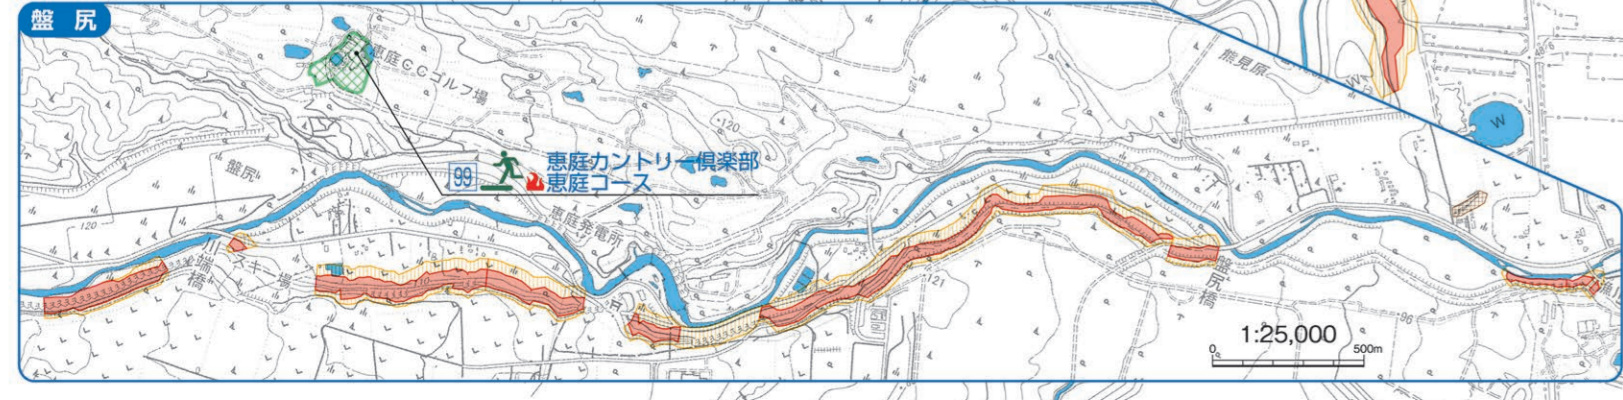 盤尻
恵庭CCゴルフ場
熊見原
W
W
・120
盤尻
99
恵庭カントリー倶楽部
恵庭コース
120
恵庭発電所
川端橋
スキー場
盤尻橋
・121
・96
1:25,000
0
500m